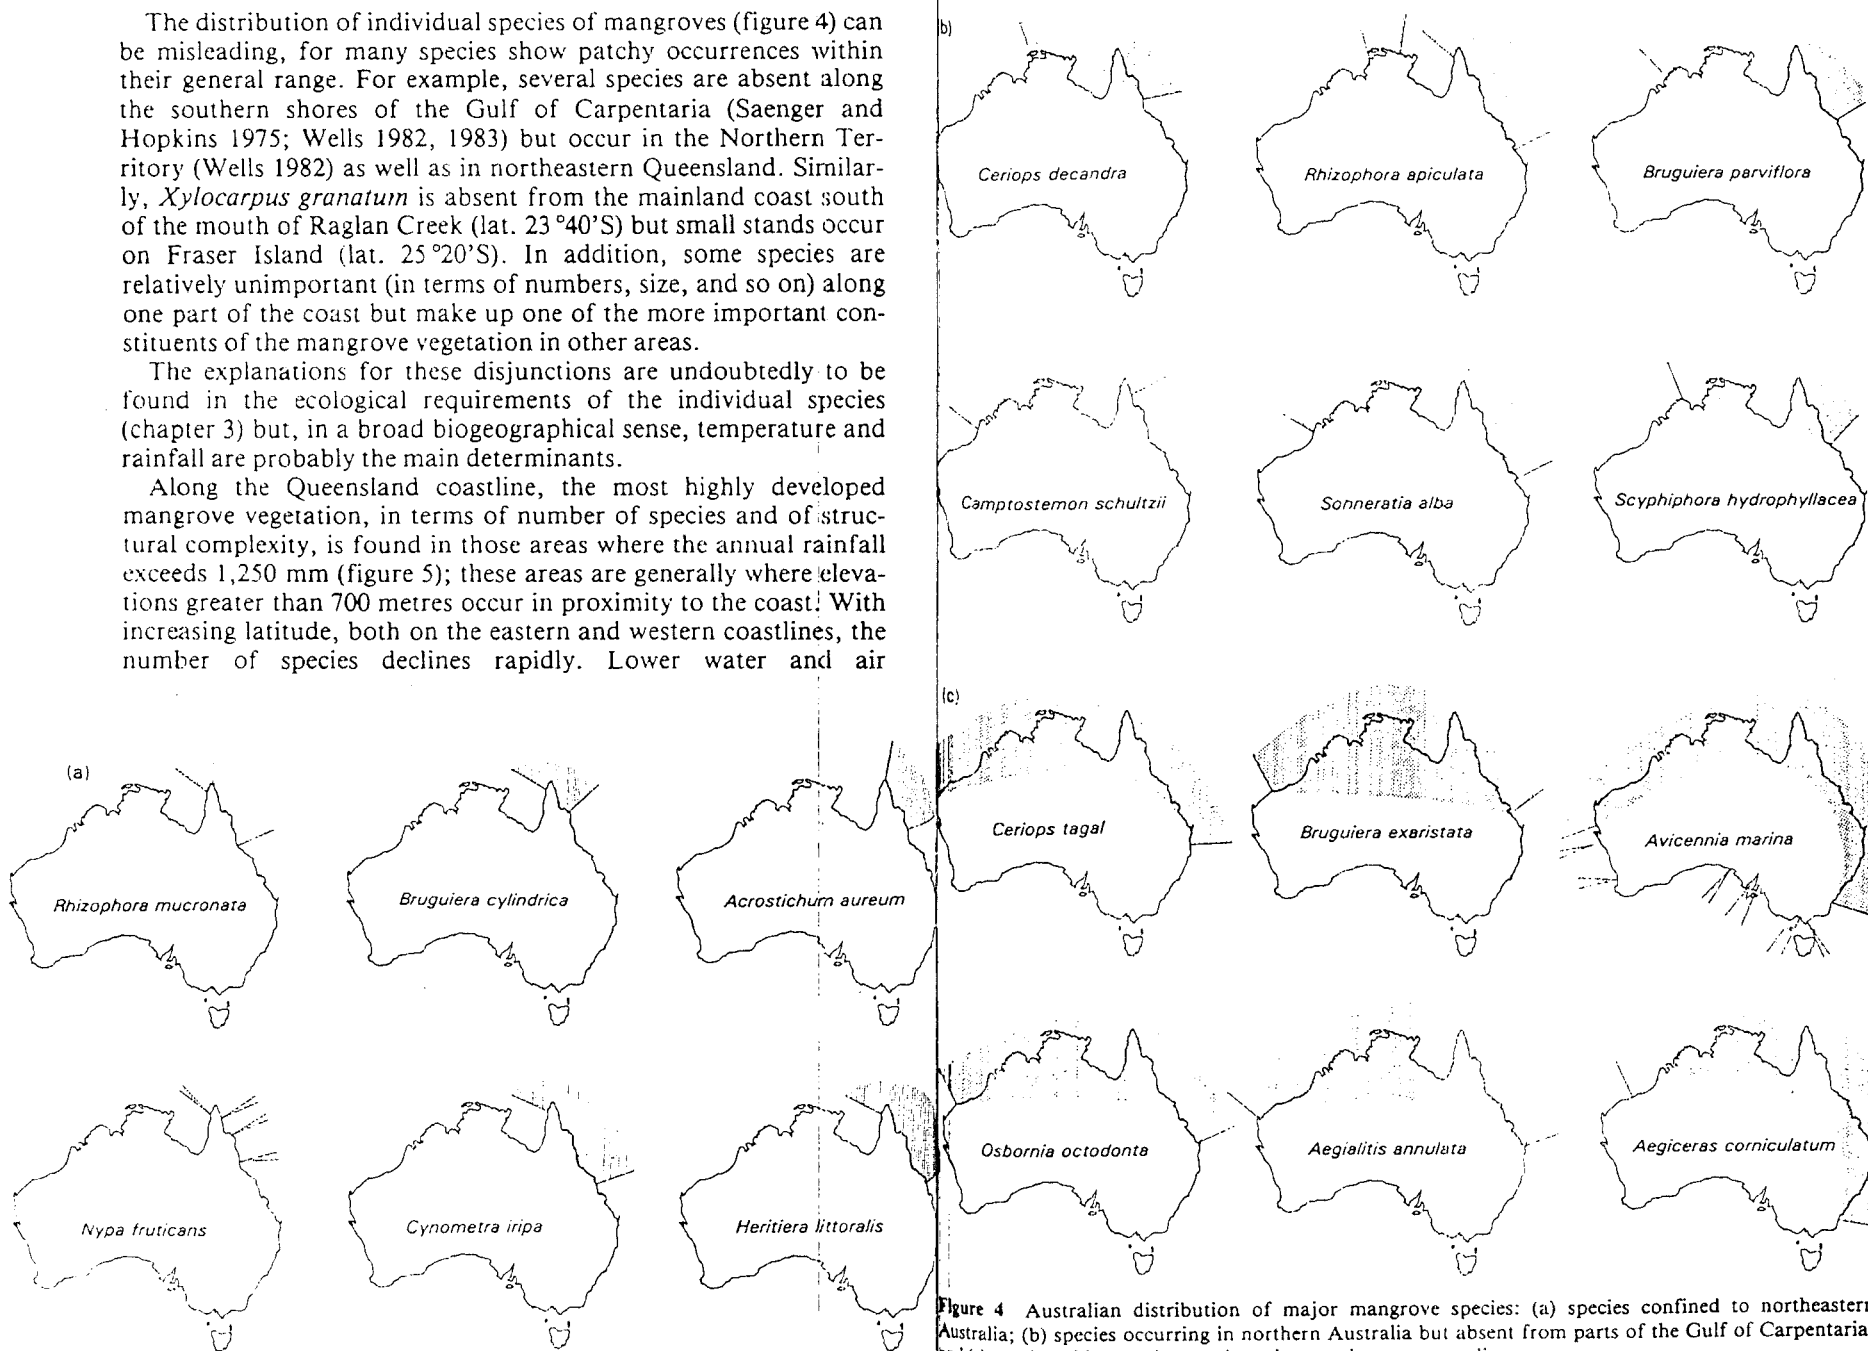 The distribution of individual species of mangroves (figure 4) can
be misleading, for many species show patchy occurrences within
their general range. For example, several species are absent along
the southern shores of the Gulf of Carpentaria (Saenger and
Hopkins 1975; Wells 1982, 1983) but occur in the Northern Ter-
ritory (Wells 1982) as well as in northeastern Queensland. Similar-
ly, Xylocarpus granatum is absent from the mainland coast south
of the mouth of Raglan Creek (lat. 23°40'S) but small stands occur
on Fraser Island (lat. 25°20'S). In addition, some species are
relatively unimportant (in terms of numbers, size, and so on) along
one part of the coast but make up one of the more important con-
stituents of the mangrove vegetation in other areas.
The explanations for these disjunctions are undoubtedly to be
found in the ecological requirements of the individual species
(chapter 3) but, in a broad biogeographical sense, temperature and
rainfall are probably the main determinants.
Along the Queensland coastline, the most highly developed
mangrove vegetation, in terms of number of species and of struc-
tural complexity, is found in those areas where the annual rainfall
exceeds 1,250 mm (figure 5); these areas are generally where eleva-
tions greater than 700 metres occur in proximity to the coast. With
increasing latitude, both on the eastern and western coastlines, the
number of species declines rapidly. Lower water and air
(a)
Rhizophora mucronata
Bruguiera cylindrica
Acrostichum aureum
Nypa fruticans
Cynometra iripa
Heritiera littoralis
b)
Ceriops decandra
Rhizophora apiculata
Bruguiera parviflora
Camptostemon schultzii
Sonneratia alba
Scyphiphora hydrophyllacea
(c)
Ceriops tagal
Bruguiera exaristata
Avicennia marina
Osbornia octodonta
Aegialitis annulata
Aegiceras corniculatum
Figure 4 Australian distribution of major mangrove species: (a) species confined to northeastern
Australia; (b) species occurring in northern Australia but absent from parts of the Gulf of Carpentaria